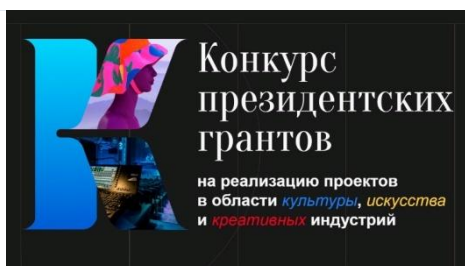 Конкурс
президентских
грантов
на реализацию проектов
в области культуры, искусства
и креативных индустрий